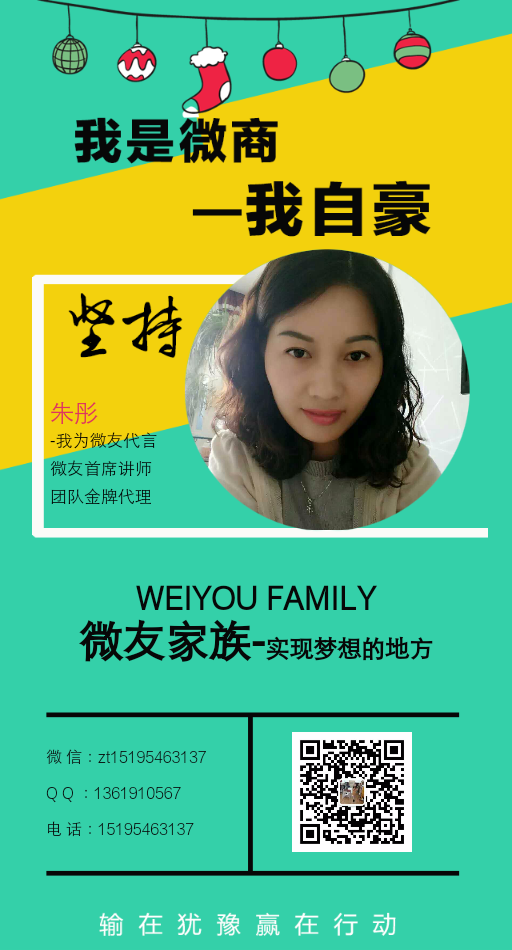 我是微商
—我自豪
坚持
朱彤
-我为微友代言
微友首席讲师
团队金牌代理
WEIYOU FAMILY
微友家族-实现梦想的地方
微 信：zt15195463137
Q Q ：1361910567
电 话：15195463137
输 在 犹 豫 赢 在 行 动